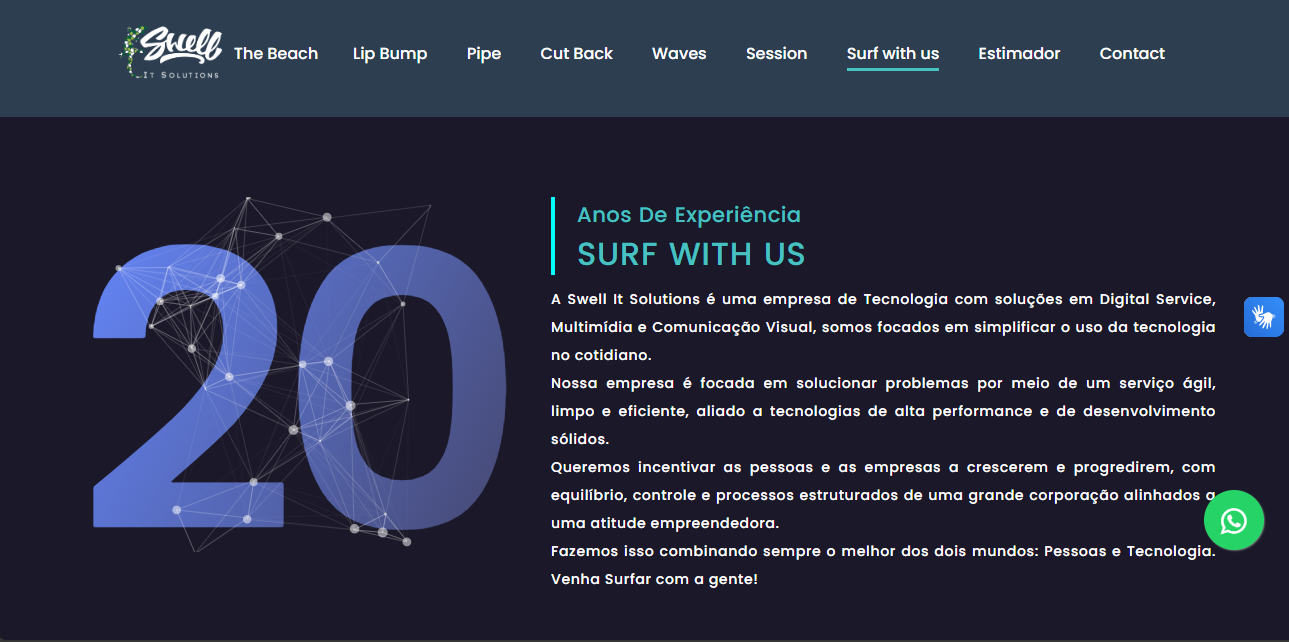 Swell
It Solutions
The Beach Lip Bump Pipe Cut Back Waves Session Surf with us Estimador Contact
20
Anos De Experiência
SURF WITH US
A Swell It Solutions é uma empresa de Tecnologia com soluções em Digital Service,
Multimídia e Comunicação Visual, somos focados em simplificar o uso da tecnologia
no cotidiano.
Nossa empresa é focada em solucionar problemas por meio de um serviço ágil,
limpo e eficiente, aliado a tecnologias de alta performance e de desenvolvimento
sólidos.
Queremos incentivar as pessoas e as empresas a crescerem e progredirem, com
equilíbrio, controle e processos estruturados de uma grande corporação alinhados a
uma atitude empreendedora.
Fazemos isso combinando sempre o melhor dos dois mundos: Pessoas e Tecnologia.
Venha Surfar com a gente!